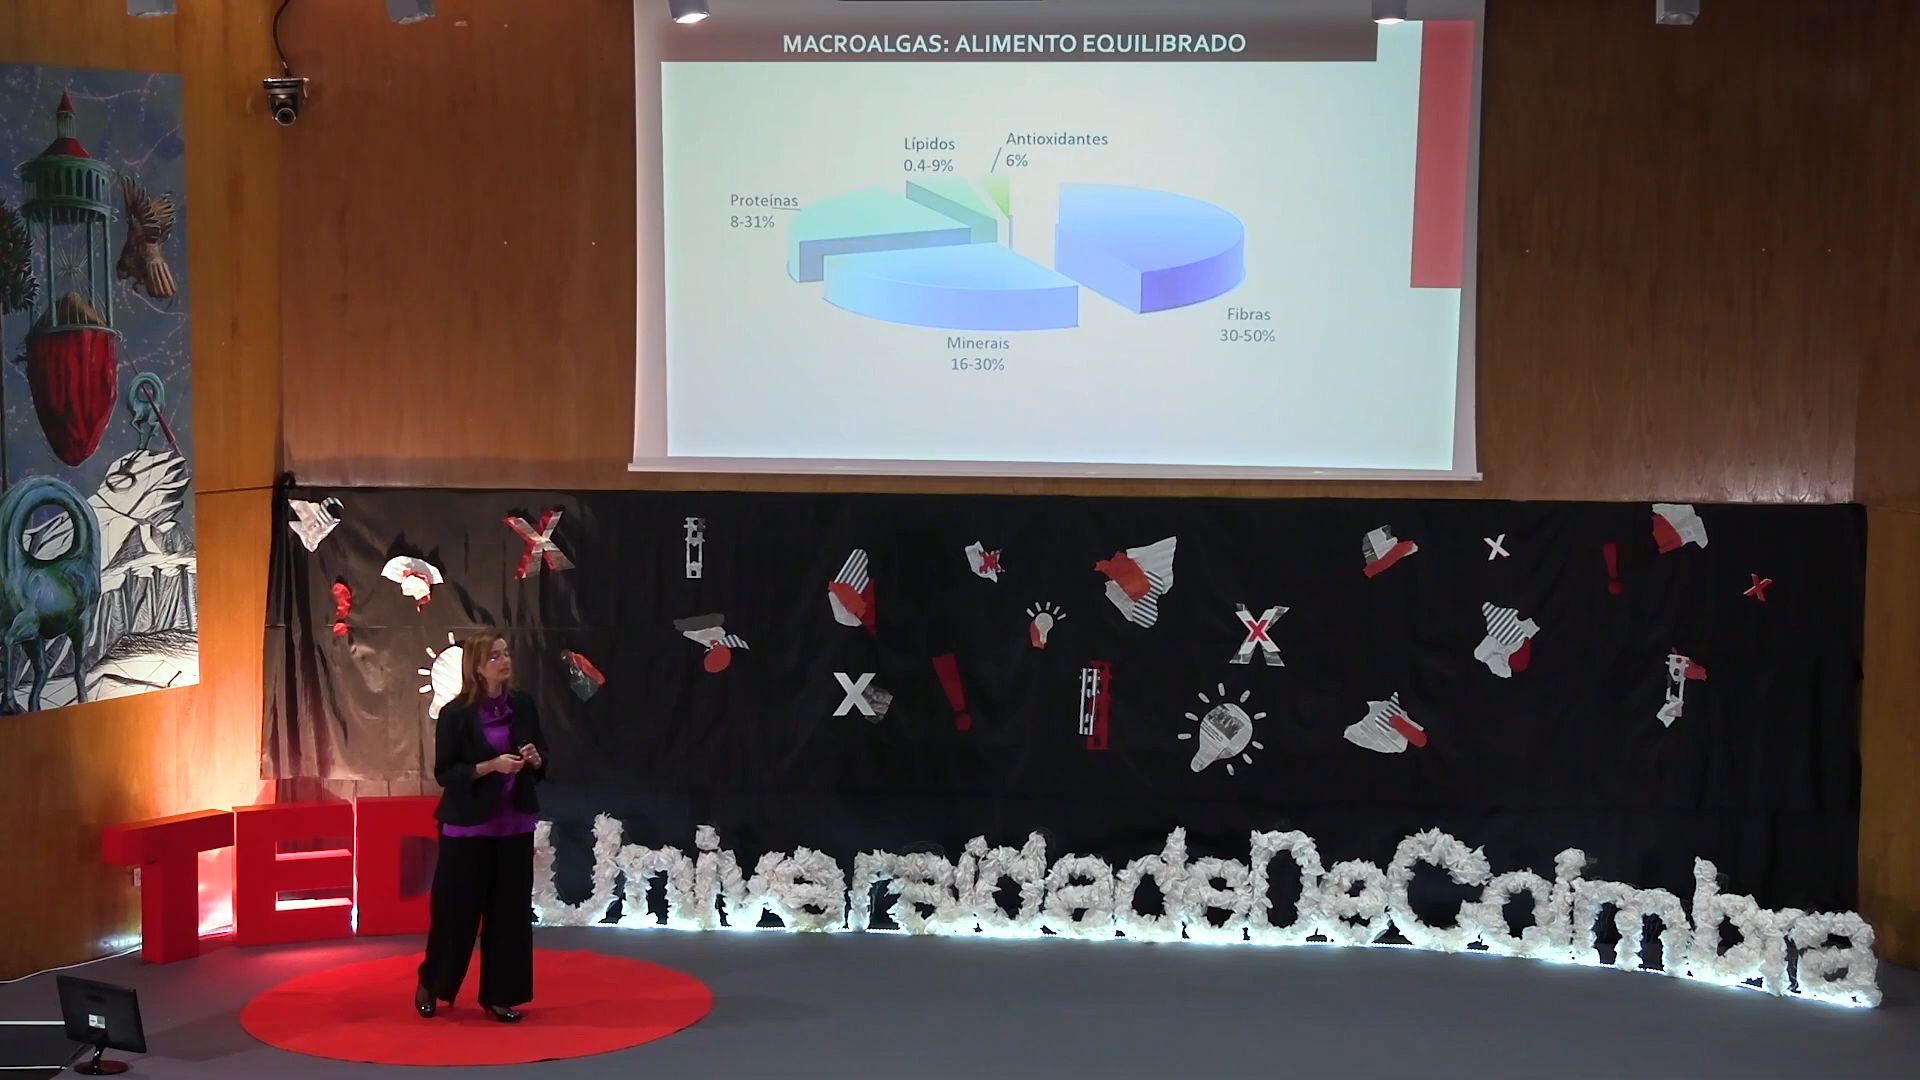 MACROALGAS: ALIMENTO EQUILIBRADO
Lípidos
0.4-9%
Antioxidantes
6%
Proteínas
8-31%
Fibras
30-50%
Minerais
16-30%
X
X
X
X
X
X
X
!
!
TED
UniversidadeDeCoimbra